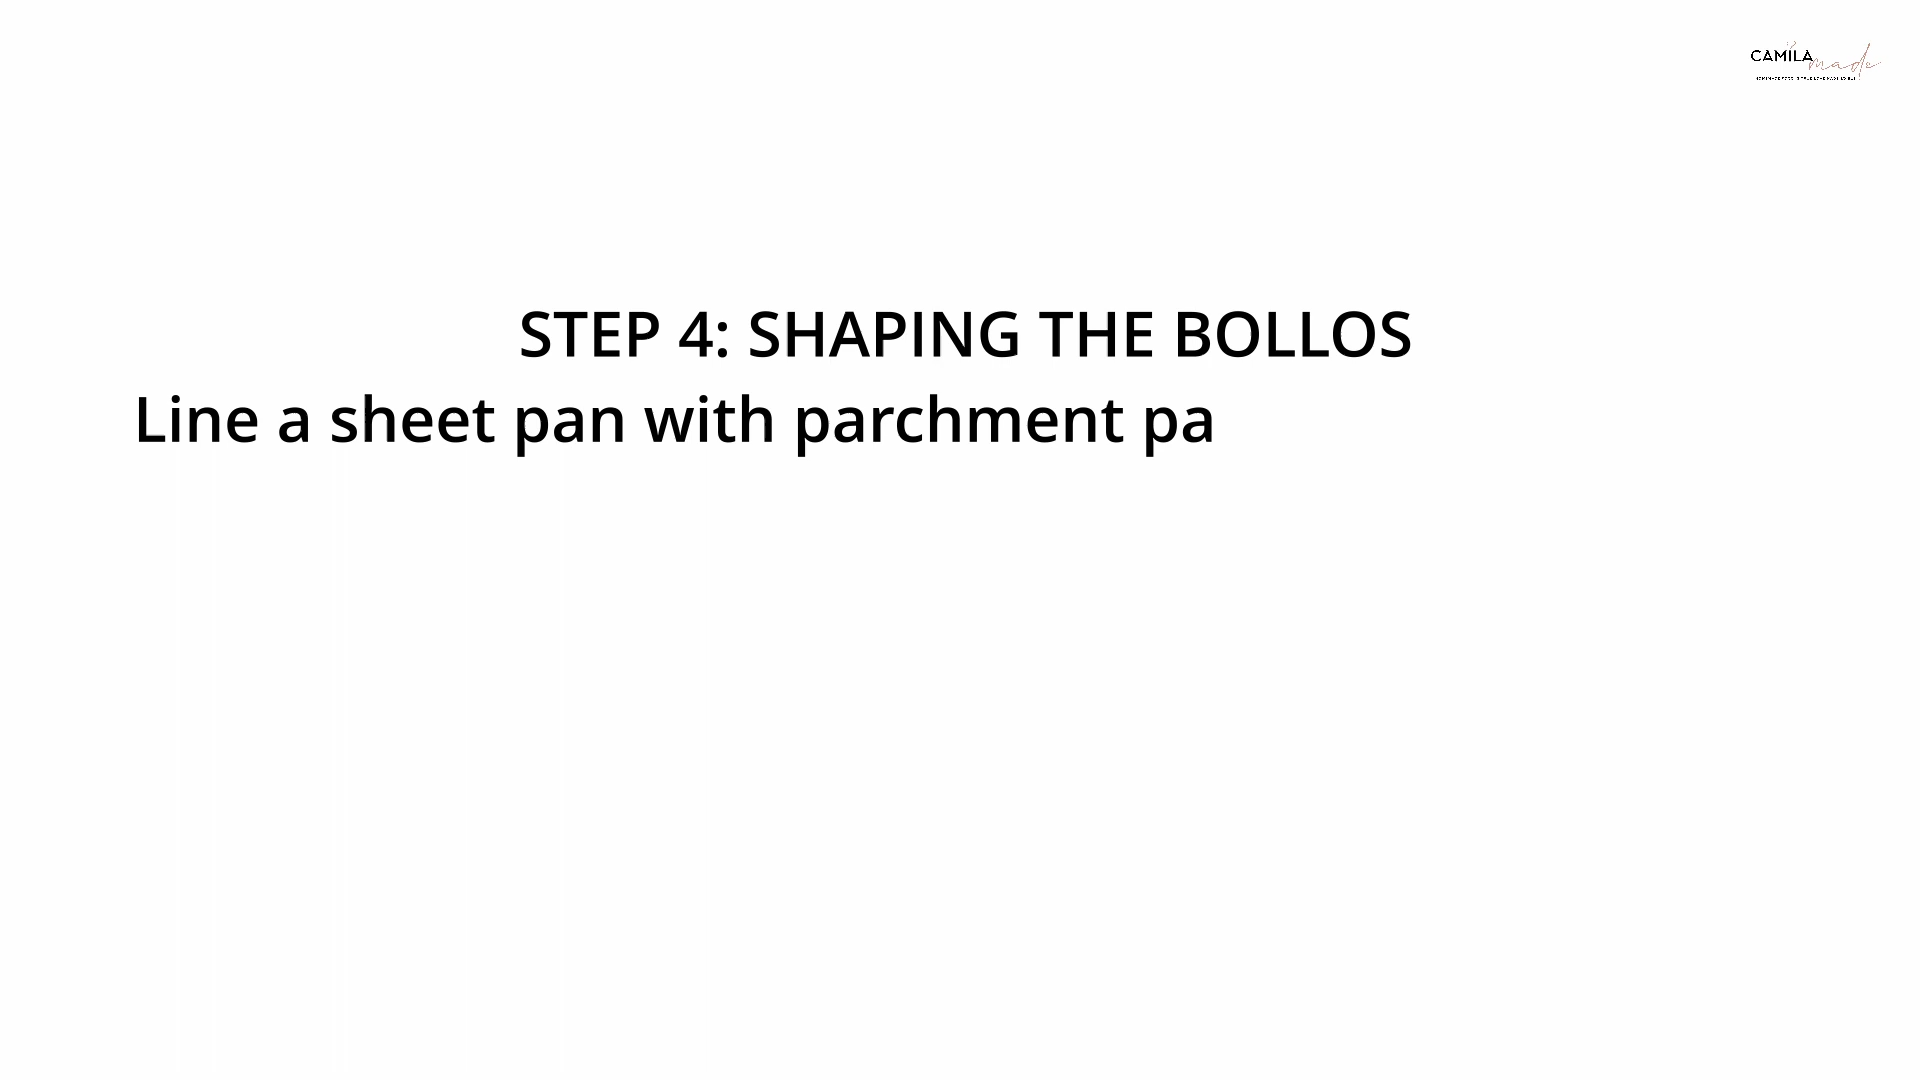 CAMILA made
STEP 4: SHAPING THE BOLLOS
Line a sheet pan with parchment pa